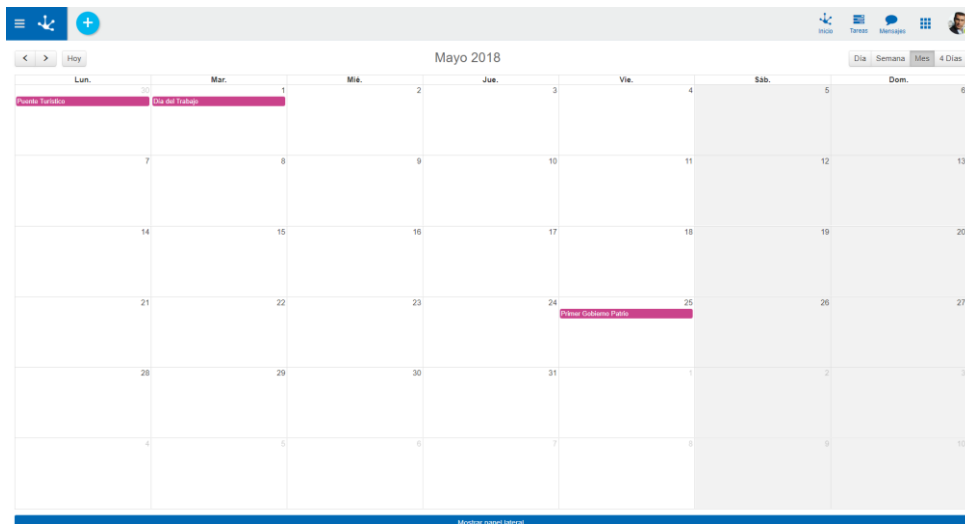 Inicio Tareas Mensajes
Hoy Mayo 2018 Día Semana Mes 4 Días
Lun. Mar. Mié. Jue. Vie. Sáb. Dom.
30 1 2 3 4 5 6
Puente Turístico Día del Trabajo
7 8 9 10 11 12 13
14 15 16 17 18 19 20
21 22 23 24 25 26 27
Primer Gobierno Patrio
28 29 30 31 1 2 3
4 5 6 7 8 9 10
Mostrar panel lateral